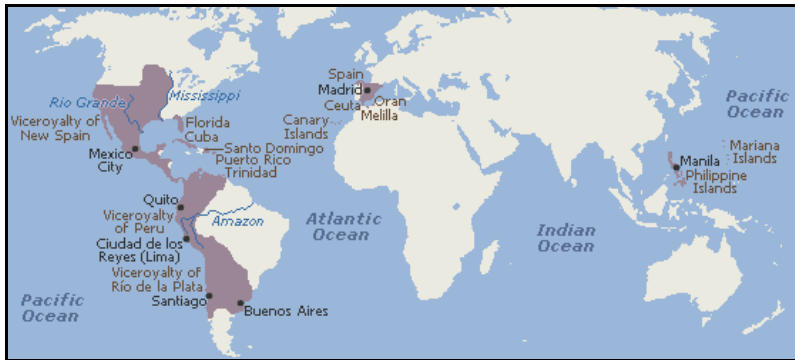 Rio Grande
Mississippi
Viceroyalty of
New Spain
Mexico
City
Florida
Cuba
Santo Domingo
Puerto Rico
Trinidad
Quito
Viceroyalty
of Peru
Amazon
Ciudad de los
Reyes (Lima)
Viceroyalty of
Río de la Plata
Santiago
Buenos Aires
Pacific
Ocean
Spain
Madrid
Ceuta
Oran
Melilla
Canary
Islands
Atlantic
Ocean
Indian
Ocean
Pacific
Ocean
Mariana
Islands
Manila
Philippine
Islands